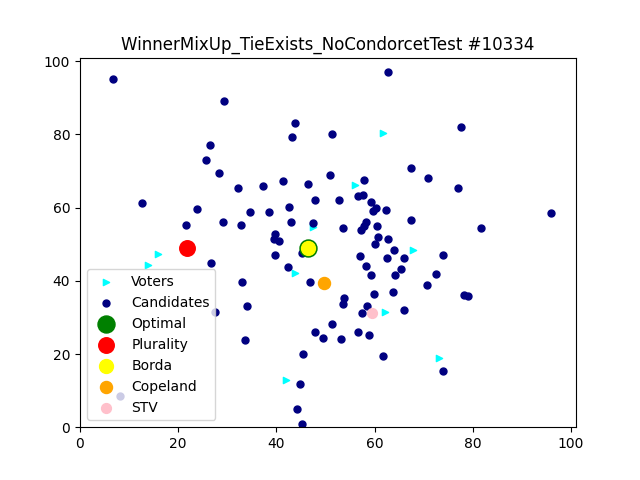 WinnerMixUp_TieExists_NoCondorcetTest #10334
100
80
60
40
20
0
0 20 40 60 80 100
Voters
Candidates
Optimal
Plurality
Borda
Copeland
STV